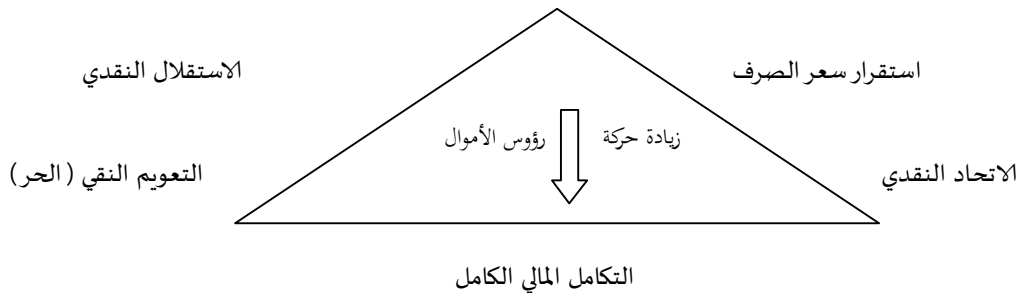 استقرار سعر الصرف
الاستقلال النقدي
زيادة حركة رؤوس الأموال
الاتحاد النقدي
التعويم النقي (الحر)
التكامل المالي الكامل